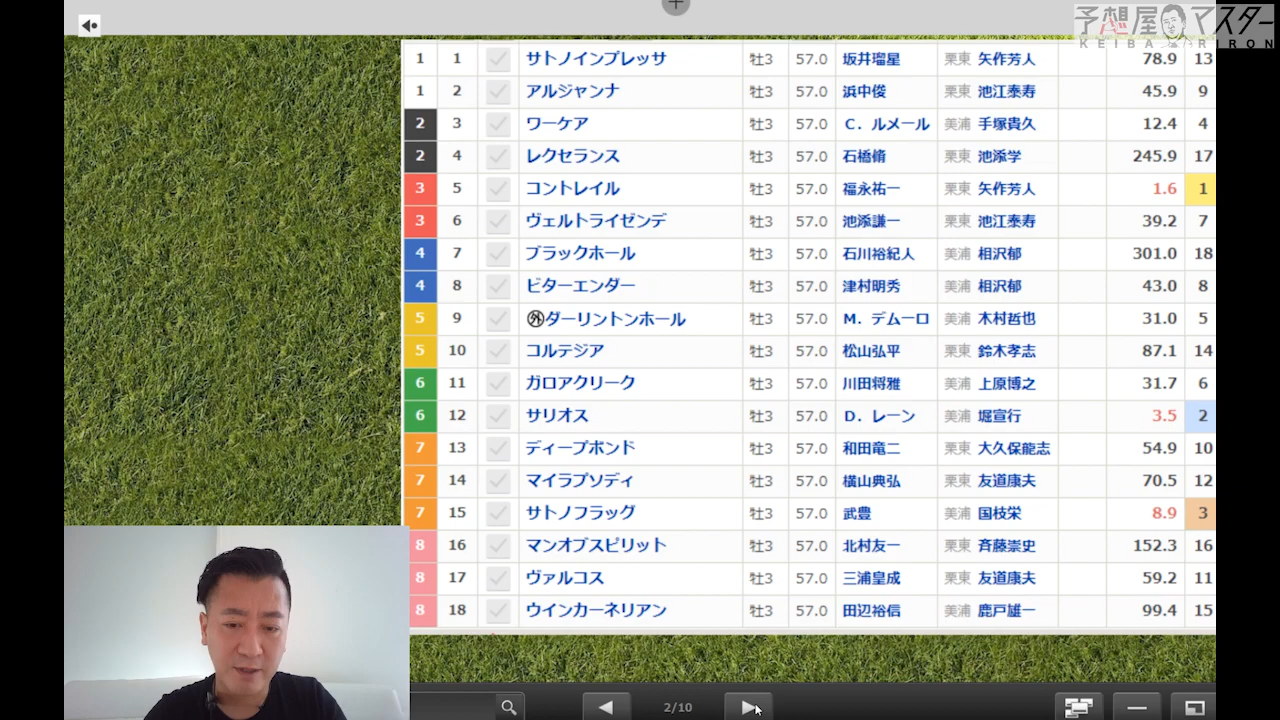 予想屋マスター
KEIBA RIRON
1 1 サトノインプレッサ 牡3 57.0 坂井瑠星 栗東 矢作芳人 78.9 13
1 2 アルジャンナ 牡3 57.0 浜中俊 栗東 池江泰寿 45.9 9
2 3 ワーケア 牡3 57.0 C. ルメール 美浦 手塚貴久 12.4 4
2 4 レクセランス 牡3 57.0 石橋脩 栗東 池添学 245.9 17
3 5 コントレイル 牡3 57.0 福永祐一 栗東 矢作芳人 1.6 1
3 6 ヴェルトライゼンデ 牡3 57.0 池添謙一 栗東 池江泰寿 39.2 7
4 7 ブラックホール 牡3 57.0 石川裕紀人 美浦 相沢郁 301.0 18
4 8 ビターエンダー 牡3 57.0 津村明秀 美浦 相沢郁 43.0 8
5 9 外ダーリントンホール 牡3 57.0 M. デムーロ 美浦 木村哲也 31.0 5
5 10 コルテジア 牡3 57.0 松山弘平 栗東 鈴木孝志 87.1 14
6 11 ガロアクリーク 牡3 57.0 川田将雅 美浦 上原博之 31.7 6
6 12 サリオス 牡3 57.0 D. レーン 美浦 堀宣行 3.5 2
7 13 ディープボンド 牡3 57.0 和田竜二 栗東 大久保龍志 54.9 10
7 14 マイラプソディ 牡3 57.0 横山典弘 栗東 友道康夫 70.5 12
7 15 サトノフラッグ 牡3 57.0 武豊 美浦 国枝栄 8.9 3
8 16 マンオブスピリット 牡3 57.0 北村友一 栗東 斉藤崇史 152.3 16
8 17 ヴァルコス 牡3 57.0 三浦皇成 栗東 友道康夫 59.2 11
8 18 ウインカーネリアン 牡3 57.0 田辺裕信 美浦 鹿戸雄一 99.4 15
2/10